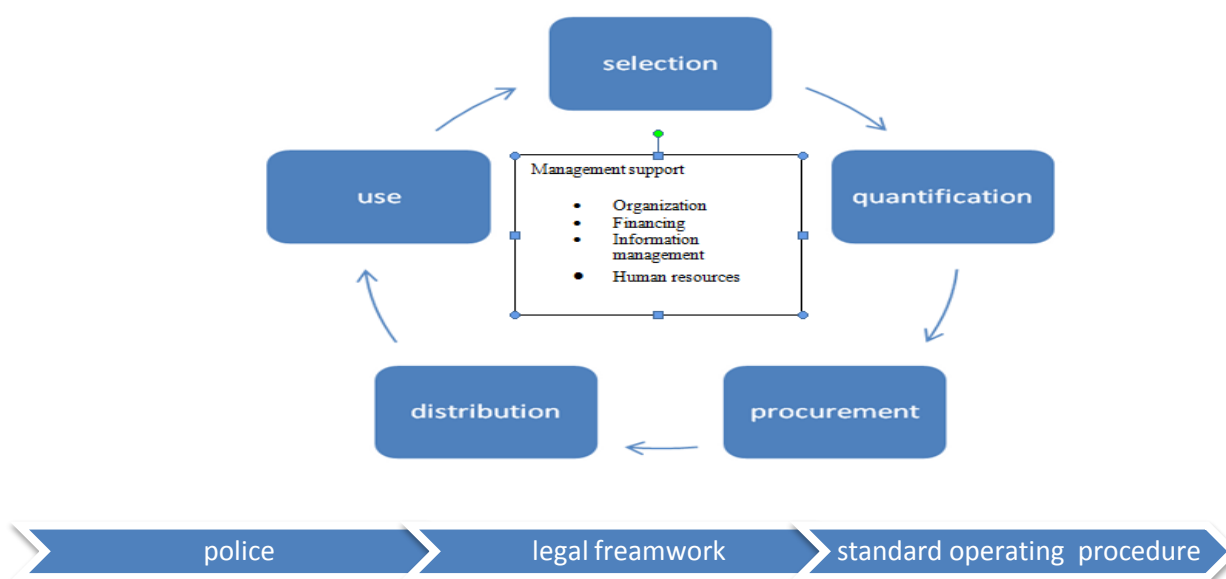 selection
use
quantification
Management support
• Organization
• Financing
• Information
management
• Human resources
distribution
procurement
police
legal freamwork
standard operating procedure